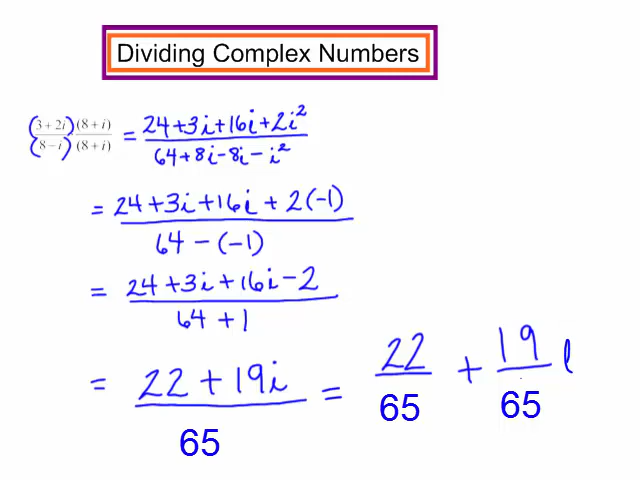 Dividing Complex Numbers
(3 + 2i)(8 + i) / (8 − i)(8 + i) = 24+3i+16i+2i² / 64+8i−8i−i²
= 24+3i+16i+2(−1) / 64−(−1)
= 24+3i+16i−2 / 64+1
= 22+19i / 65 = 22/65 + 19/65 i